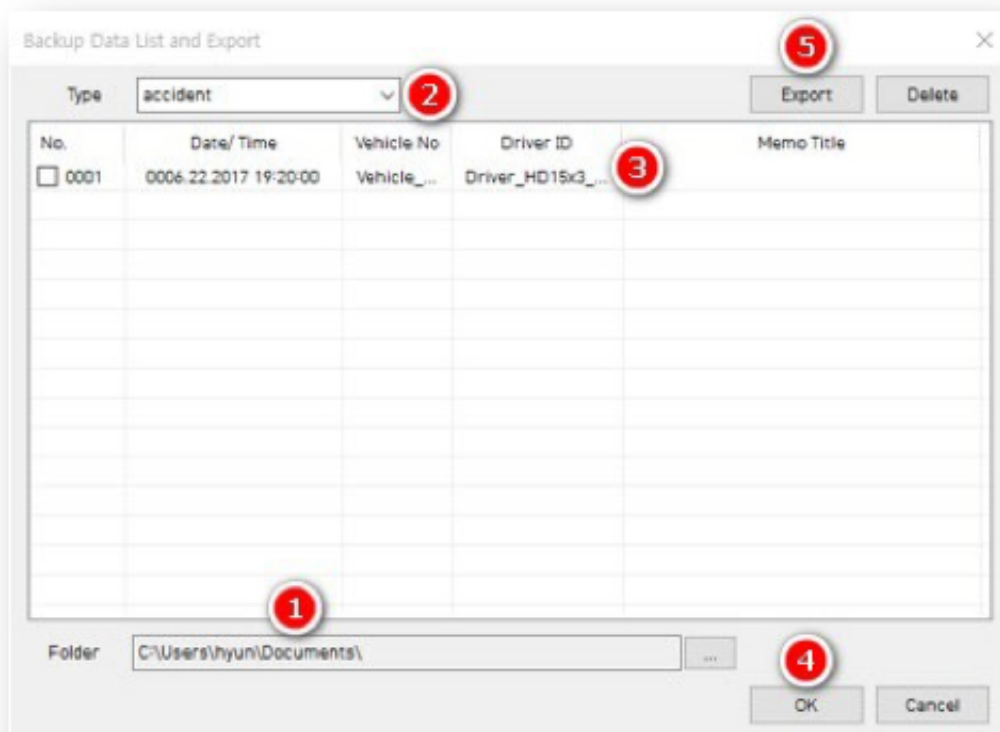 Backup Data List and Export
5
Type accident 2 Export Delete
No. Date/ Time Vehicle No Driver ID Memo Title
0001 0006.22.2017 19:20:00 Vehicle_... Driver_HD15x3_... 3
1
Folder C:\Users\hyun\Documents\ ...
4
OK Cancel